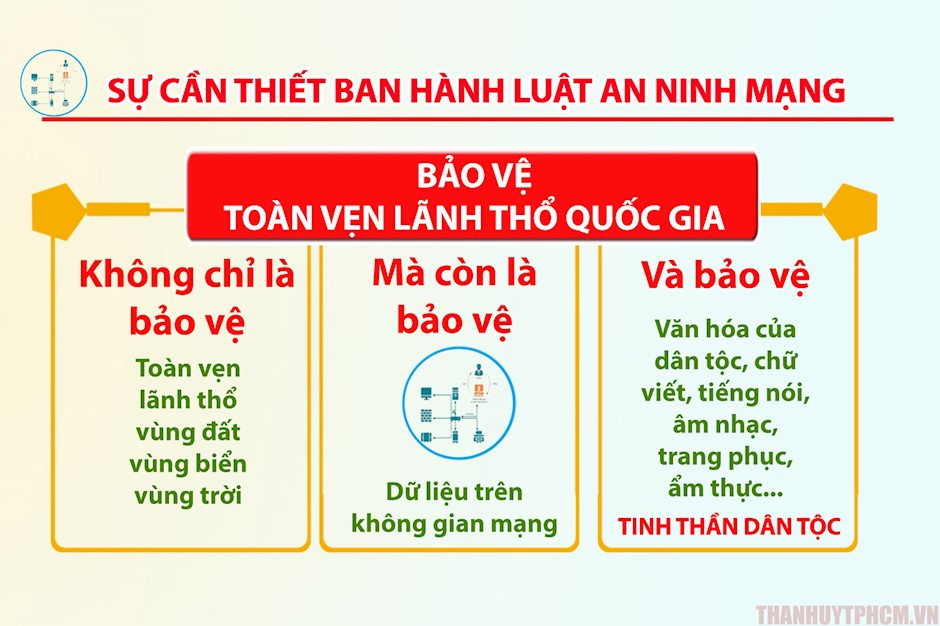 SỰ CẦN THIẾT BAN HÀNH LUẬT AN NINH MẠNG
BẢO VỆ
TOÀN VẸN LÃNH THỔ QUỐC GIA
Không chỉ là
bảo vệ
Toàn vẹn
lãnh thổ
vùng đất
vùng biển
vùng trời
Mà còn là
bảo vệ
Dữ liệu trên
không gian mạng
Và bảo vệ
Văn hóa của
dân tộc, chữ
viết, tiếng nói,
âm nhạc,
trang phục,
ẩm thực...
TINH THẦN DÂN TỘC
THANHUYTPHCM.VN